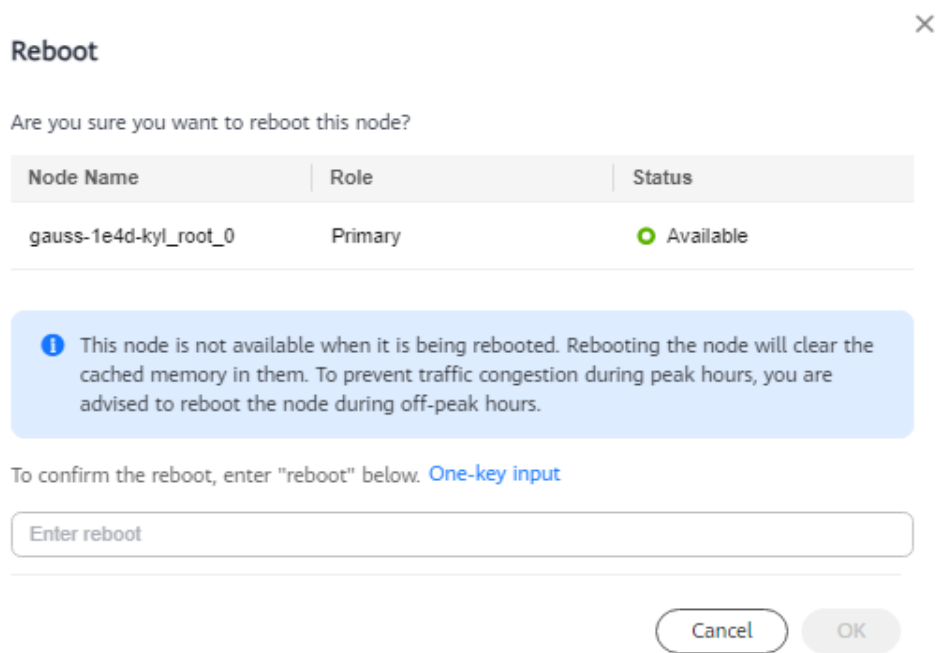 Reboot
Are you sure you want to reboot this node?
Node Name Role Status
gauss-1e4d-kyl_root_0 Primary Available
This node is not available when it is being rebooted. Rebooting the node will clear the
cached memory in them. To prevent traffic congestion during peak hours, you are
advised to reboot the node during off-peak hours.
To confirm the reboot, enter "reboot" below. One-key input
Enter reboot
Cancel OK